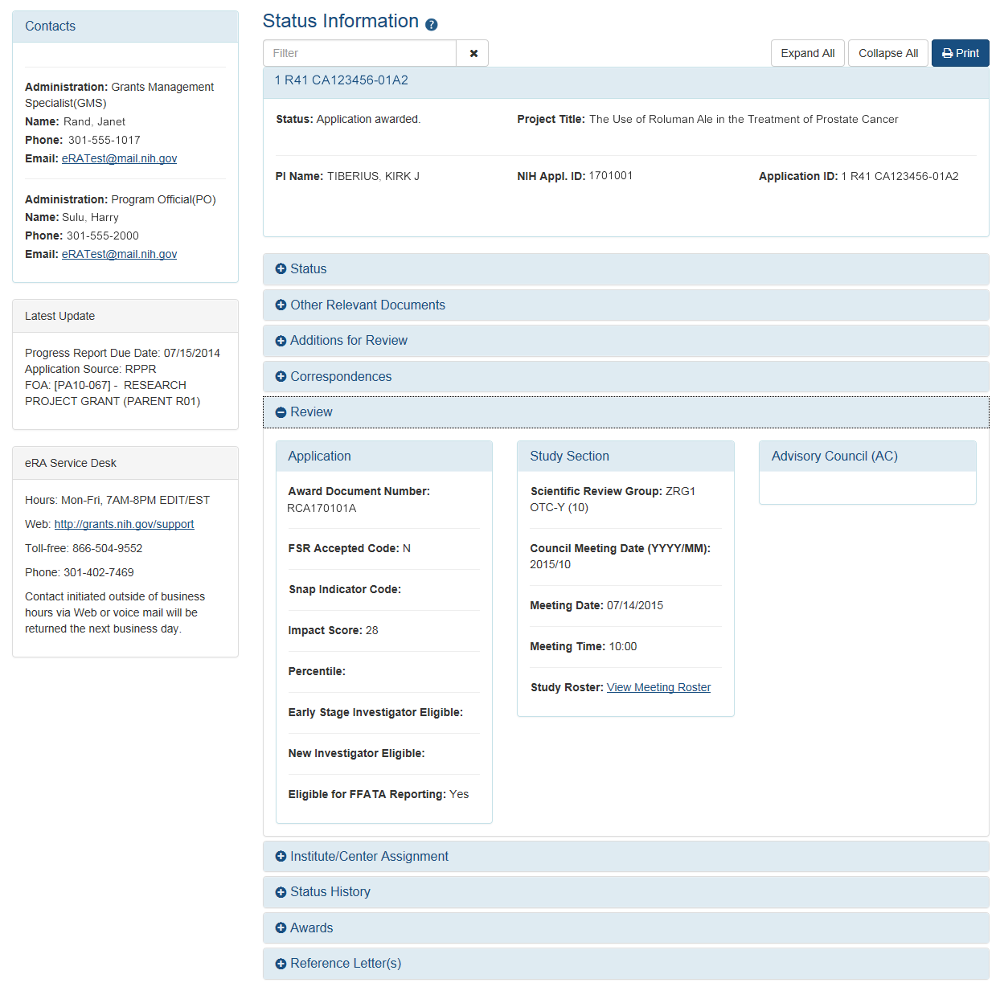 Contacts
Administration: Grants Management
Specialist(GMS)
Name: Rand, Janet
Phone: 301-555-1017
Email: eRATest@mail.nih.gov
Administration: Program Official(PO)
Name: Sulu, Harry
Phone: 301-555-2000
Email: eRATest@mail.nih.gov
Latest Update
Progress Report Due Date: 07/15/2014
Application Source: RPPR
FOA: [PA10-067] - RESEARCH
PROJECT GRANT (PARENT R01)
eRA Service Desk
Hours: Mon-Fri, 7AM-8PM EDIT/EST
Web: http://grants.nih.gov/support
Toll-free: 866-504-9552
Phone: 301-402-7469
Contact initiated outside of business
hours via Web or voice mail will be
returned the next business day.
Status Information ?
Filter
Expand All
Collapse All
Print
1 R41 CA123456-01A2
Status: Application awarded.
Project Title: The Use of Roluman Ale in the Treatment of Prostate Cancer
PI Name: TIBERIUS, KIRK J
NIH Appl. ID: 1701001
Application ID: 1 R41 CA123456-01A2
Status
Other Relevant Documents
Additions for Review
Correspondences
Review
Application
Award Document Number:
RCA170101A
FSR Accepted Code: N
Snap Indicator Code:
Impact Score: 28
Percentile:
Early Stage Investigator Eligible:
New Investigator Eligible:
Eligible for FFATA Reporting: Yes
Study Section
Scientific Review Group: ZRG1
OTC-Y (10)
Council Meeting Date (YYYY/MM):
2015/10
Meeting Date: 07/14/2015
Meeting Time: 10:00
Study Roster: View Meeting Roster
Advisory Council (AC)
Institute/Center Assignment
Status History
Awards
Reference Letter(s)